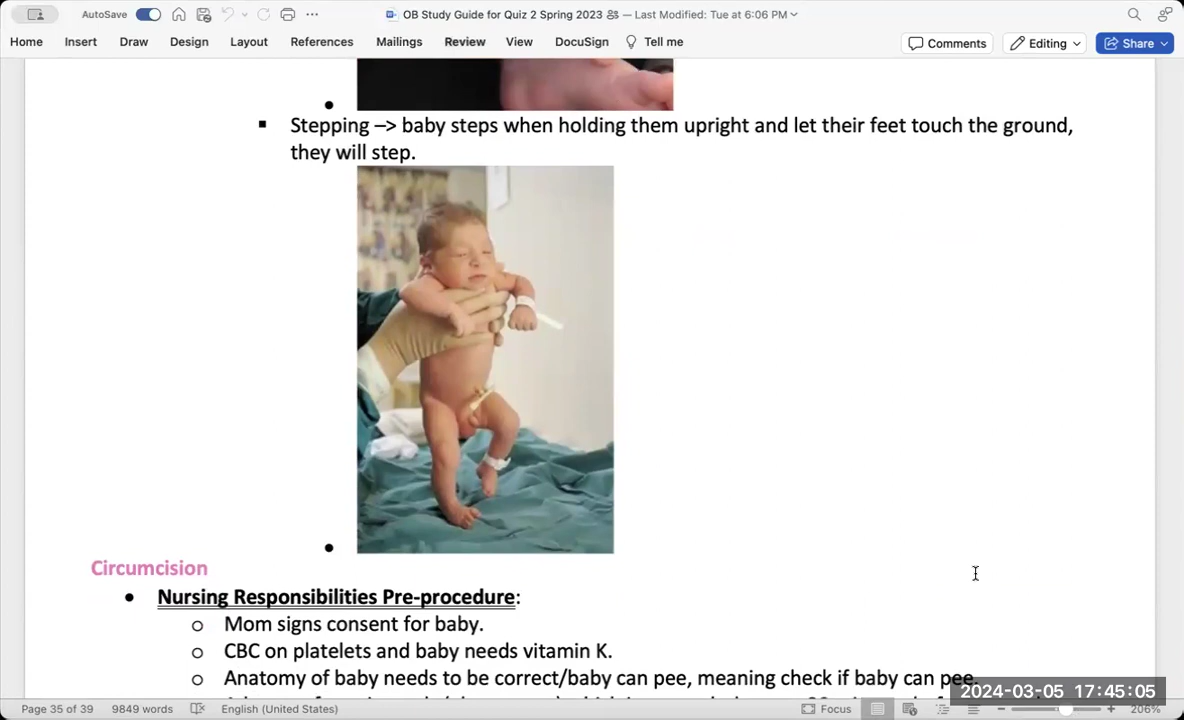 AutoSave
OB Study Guide for Quiz 2 Spring 2023 — Last Modified: Tue at 6:06 PM
Home Insert Draw Design Layout References Mailings Review View DocuSign Tell me Comments Editing Share
Stepping –> baby steps when holding them upright and let their feet touch the ground,
they will step.
Circumcision
Nursing Responsibilities Pre-procedure:
Mom signs consent for baby.
CBC on platelets and baby needs vitamin K.
Anatomy of baby needs to be correct/baby can pee, meaning check if baby can pee.
2024-03-05 17:45:05
Page 35 of 39 9849 words English (United States) Focus 206%